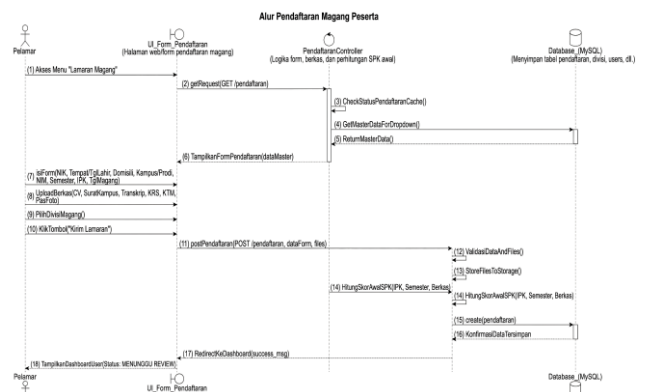 Alur Pendaftaran Magang Peserta
Pelamar
UI_Form_Pendaftaran
(Halaman web/form pendaftaran magang)
PendaftaranController
(Logika form, berkas, dan perhitungan SPK awal)
Database_(MySQL)
(Menyimpan tabel pendaftaran, divisi, users, dll.)
(1) Akses Menu "Lamaran Magang"
(2) getRequest(GET /pendaftaran)
(3) CheckStatusPendaftaranCache()
(4) GetMasterDataForDropdown()
(5) ReturnMasterData()
(6) TampilkanFormPendaftaran(dataMaster)
(7) IsiForm(NIK, Tempat/TglLahir, Domisili, Kampus/Prodi,
NIM, Semester, IPK, TglMagang)
(8) UploadBerkas(CV, SuratKampus, Transkrip, KRS, KTM,
PasFoto)
(9) PilihDivisiMagang()
(10) KlikTombol("Kirim Lamaran")
(11) postPendaftaran(POST /pendaftaran, dataForm, files)
(12) ValidasiDataAndFiles()
(13) StoreFilesToStorage()
(14) HitungSkorAwalSPK(IPK, Semester, Berkas)
(14) HitungSkorAwalSPK(IPK, Semester, Berkas)
(15) create(pendaftaran)
(16) KonfirmasiDataTersimpan
(17) RedirectKeDashboard(success_msg)
(18) TampilkanDashboardUser(Status: MENUNGGU REVIEW)
Pelamar
UI_Form_Pendaftaran
Database_(MySQL)